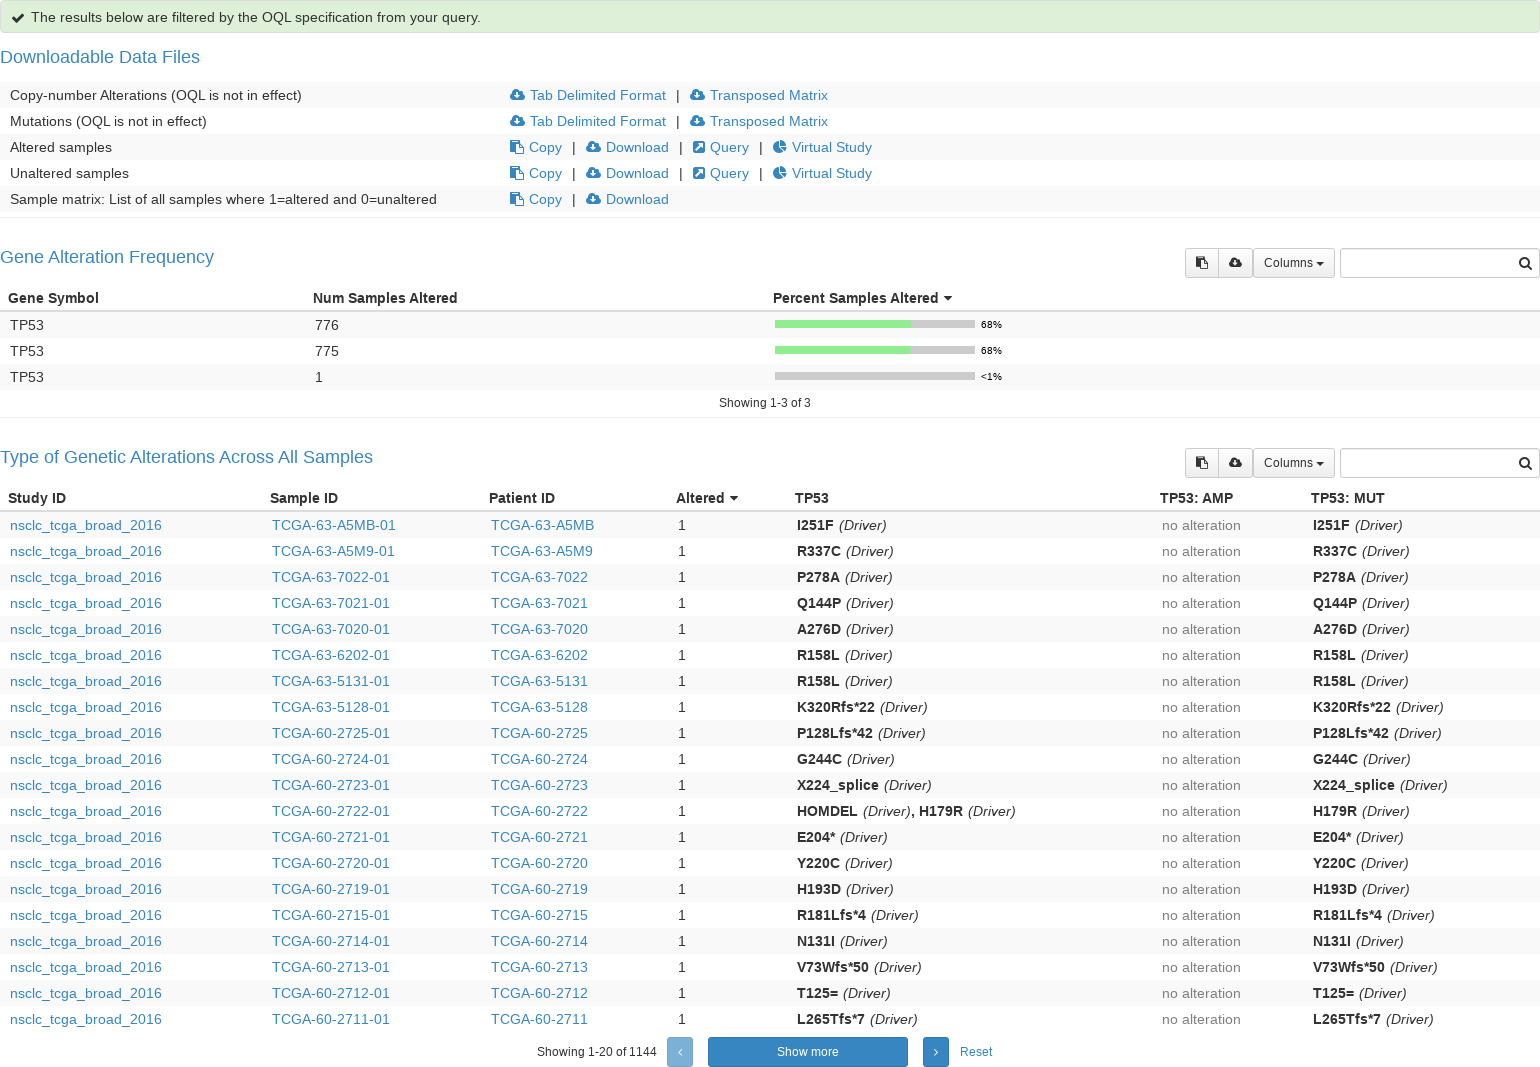 The results below are filtered by the OQL specification from your query.
Downloadable Data Files
Copy-number Alterations (OQL is not in effect) Tab Delimited Format | Transposed Matrix
Mutations (OQL is not in effect) Tab Delimited Format | Transposed Matrix
Altered samples Copy | Download | Query | Virtual Study
Unaltered samples Copy | Download | Query | Virtual Study
Sample matrix: List of all samples where 1=altered and 0=unaltered Copy | Download
Gene Alteration Frequency Columns
Gene Symbol Num Samples Altered Percent Samples Altered
TP53 776 68%
TP53 775 68%
TP53 1 <1%
Showing 1-3 of 3
Type of Genetic Alterations Across All Samples Columns
Study ID Sample ID Patient ID Altered TP53 TP53: AMP TP53: MUT
nsclc_tcga_broad_2016 TCGA-63-A5MB-01 TCGA-63-A5MB 1 I251F (Driver) no alteration I251F (Driver)
nsclc_tcga_broad_2016 TCGA-63-A5M9-01 TCGA-63-A5M9 1 R337C (Driver) no alteration R337C (Driver)
nsclc_tcga_broad_2016 TCGA-63-7022-01 TCGA-63-7022 1 P278A (Driver) no alteration P278A (Driver)
nsclc_tcga_broad_2016 TCGA-63-7021-01 TCGA-63-7021 1 Q144P (Driver) no alteration Q144P (Driver)
nsclc_tcga_broad_2016 TCGA-63-7020-01 TCGA-63-7020 1 A276D (Driver) no alteration A276D (Driver)
nsclc_tcga_broad_2016 TCGA-63-6202-01 TCGA-63-6202 1 R158L (Driver) no alteration R158L (Driver)
nsclc_tcga_broad_2016 TCGA-63-5131-01 TCGA-63-5131 1 R158L (Driver) no alteration R158L (Driver)
nsclc_tcga_broad_2016 TCGA-63-5128-01 TCGA-63-5128 1 K320Rfs*22 (Driver) no alteration K320Rfs*22 (Driver)
nsclc_tcga_broad_2016 TCGA-60-2725-01 TCGA-60-2725 1 P128Lfs*42 (Driver) no alteration P128Lfs*42 (Driver)
nsclc_tcga_broad_2016 TCGA-60-2724-01 TCGA-60-2724 1 G244C (Driver) no alteration G244C (Driver)
nsclc_tcga_broad_2016 TCGA-60-2723-01 TCGA-60-2723 1 X224_splice (Driver) no alteration X224_splice (Driver)
nsclc_tcga_broad_2016 TCGA-60-2722-01 TCGA-60-2722 1 HOMDEL (Driver), H179R (Driver) no alteration H179R (Driver)
nsclc_tcga_broad_2016 TCGA-60-2721-01 TCGA-60-2721 1 E204* (Driver) no alteration E204* (Driver)
nsclc_tcga_broad_2016 TCGA-60-2720-01 TCGA-60-2720 1 Y220C (Driver) no alteration Y220C (Driver)
nsclc_tcga_broad_2016 TCGA-60-2719-01 TCGA-60-2719 1 H193D (Driver) no alteration H193D (Driver)
nsclc_tcga_broad_2016 TCGA-60-2715-01 TCGA-60-2715 1 R181Lfs*4 (Driver) no alteration R181Lfs*4 (Driver)
nsclc_tcga_broad_2016 TCGA-60-2714-01 TCGA-60-2714 1 N131I (Driver) no alteration N131I (Driver)
nsclc_tcga_broad_2016 TCGA-60-2713-01 TCGA-60-2713 1 V73Wfs*50 (Driver) no alteration V73Wfs*50 (Driver)
nsclc_tcga_broad_2016 TCGA-60-2712-01 TCGA-60-2712 1 T125= (Driver) no alteration T125= (Driver)
nsclc_tcga_broad_2016 TCGA-60-2711-01 TCGA-60-2711 1 L265Tfs*7 (Driver) no alteration L265Tfs*7 (Driver)
Showing 1-20 of 1144 Show more Reset